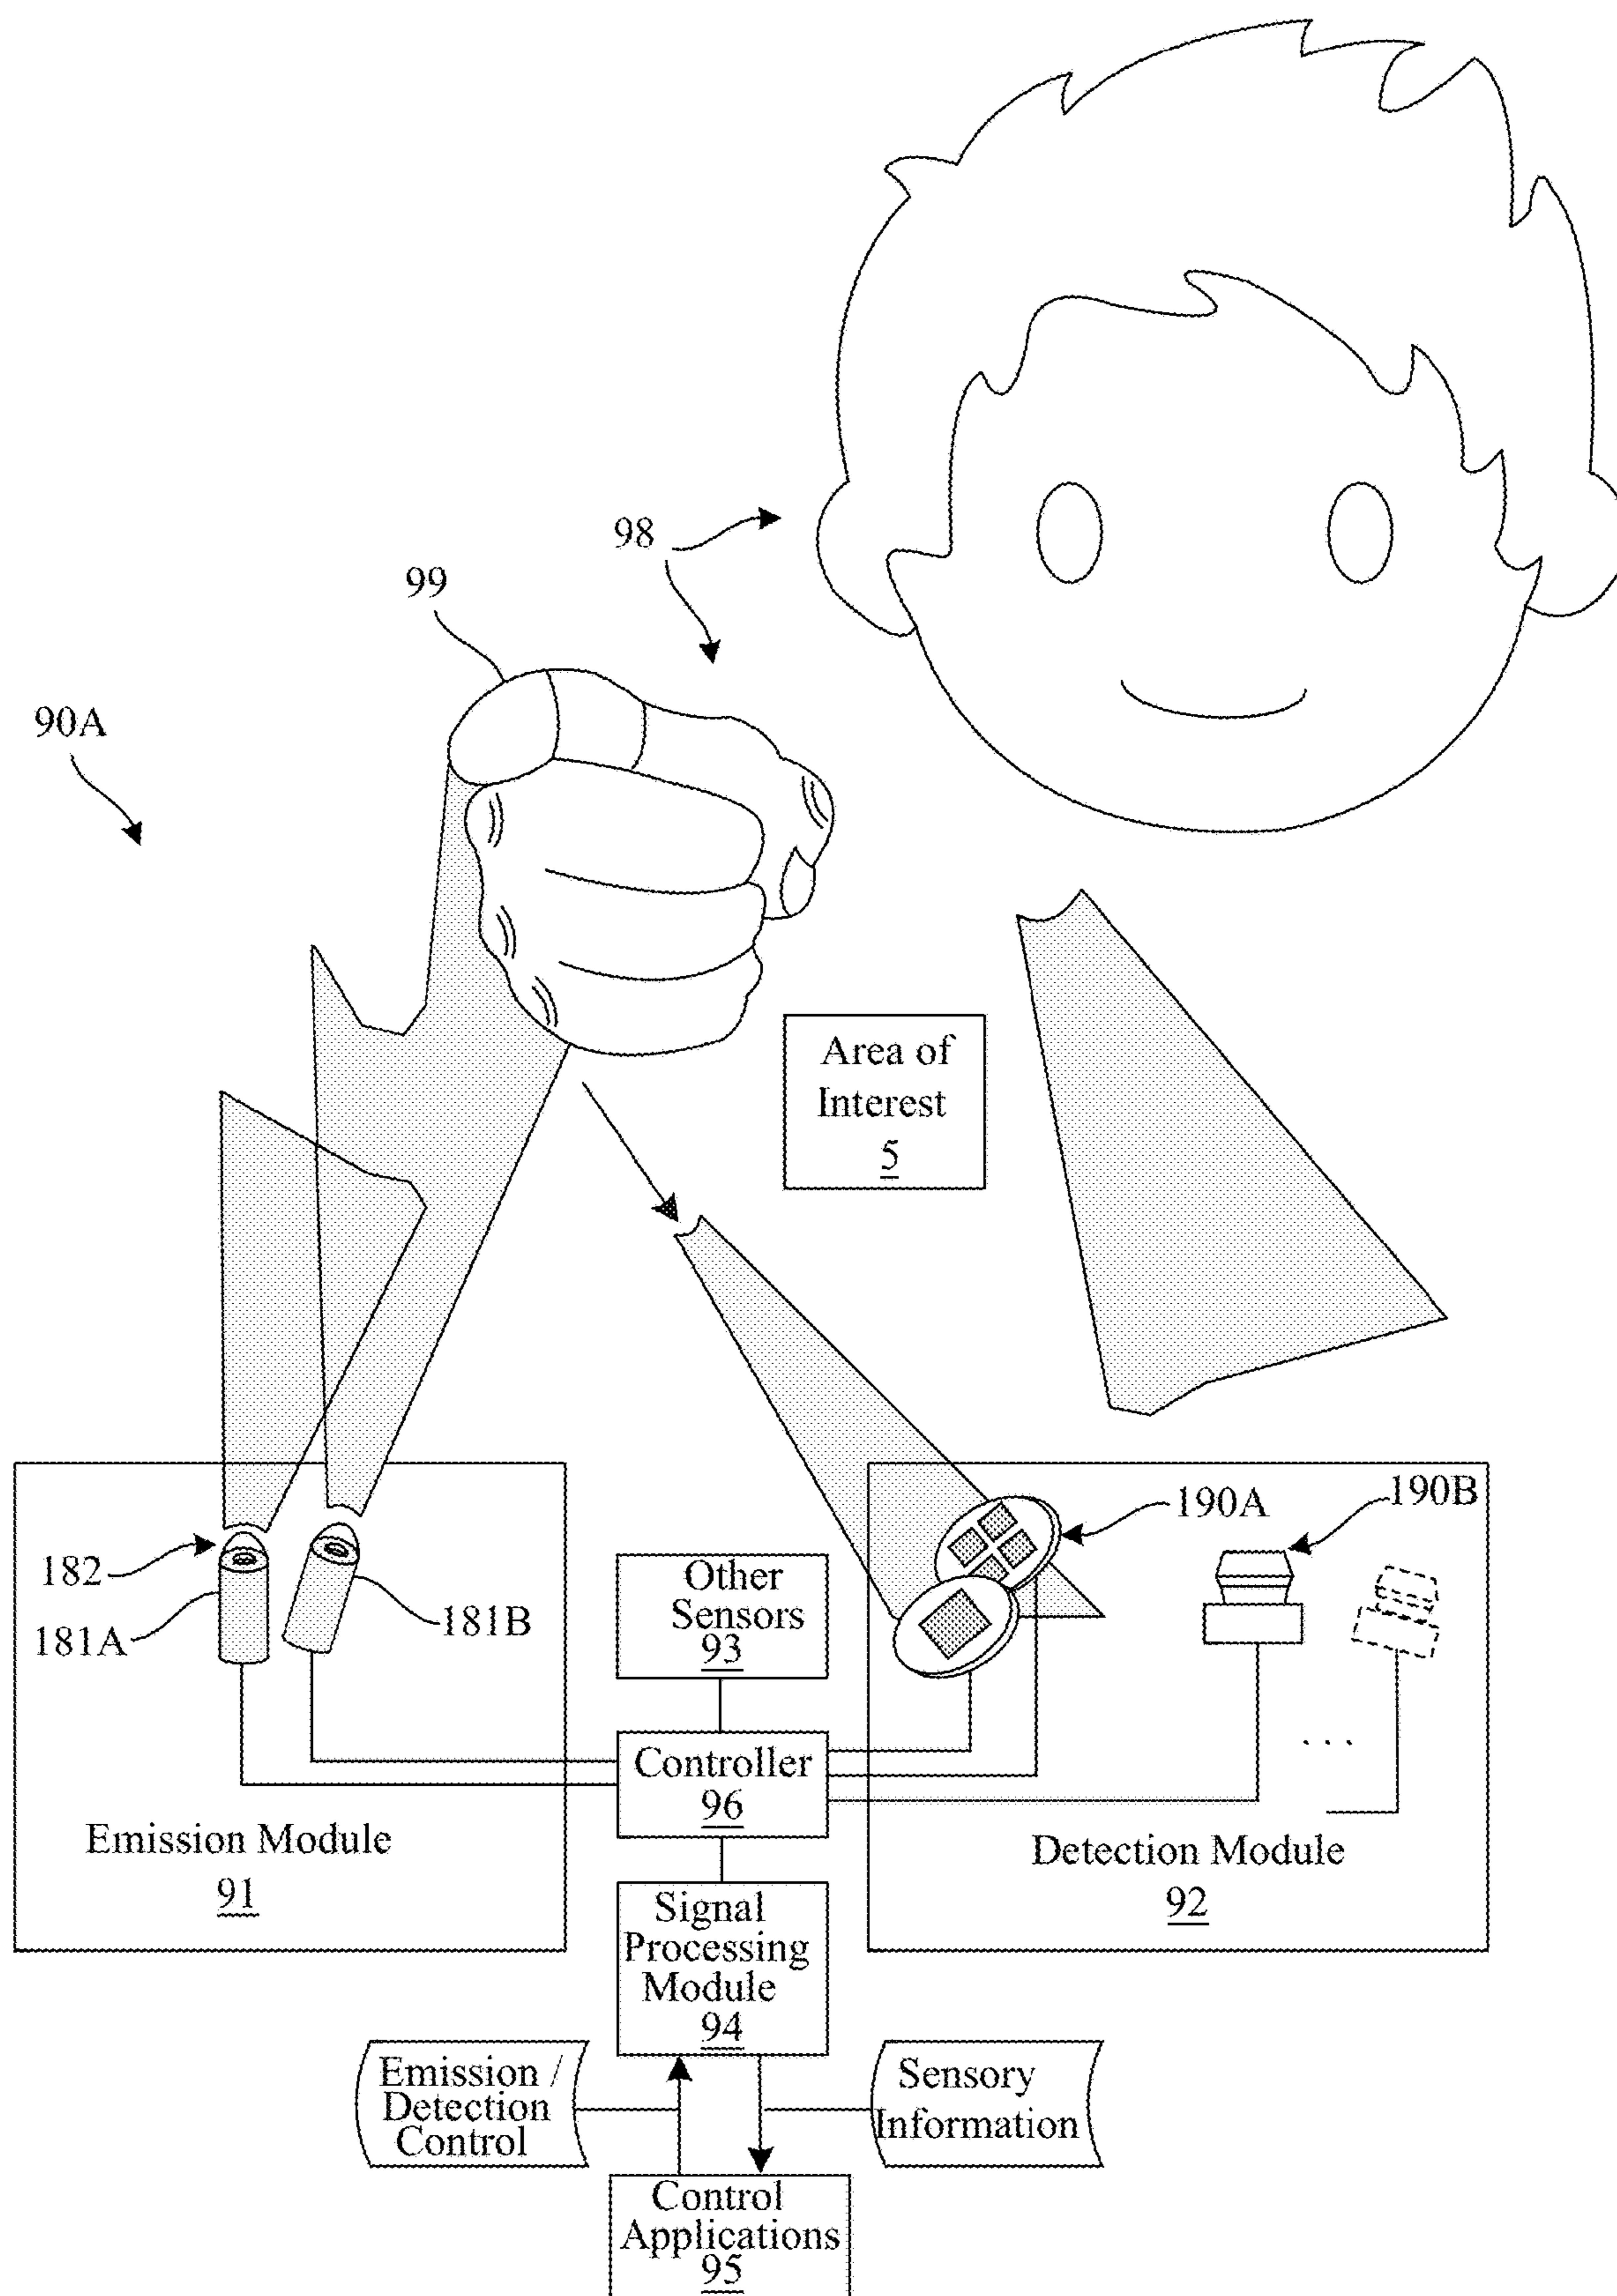 98
99
90A
Area of
Interest
5
190A
190B
182
181A
181B
Other
Sensors
93
Controller
96
Emission Module
91
Detection Module
92
. . .
Signal
Processing
Module
94
Emission /
Detection
Control
Sensory
Information
Control
Applications
95